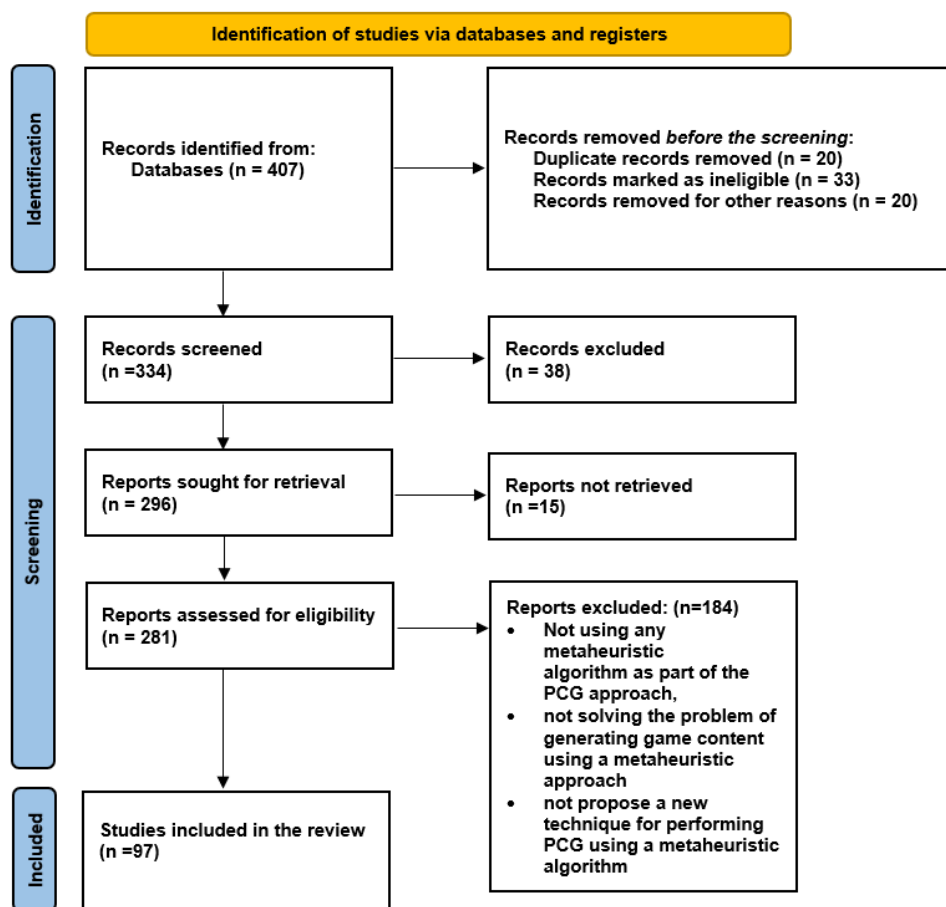 Identification of studies via databases and registers
Identification
Records identified from:
Databases (n = 407)
Records removed before the screening:
Duplicate records removed (n = 20)
Records marked as ineligible (n = 33)
Records removed for other reasons (n = 20)
Screening
Records screened
(n =334)
Records excluded
(n = 38)
Reports sought for retrieval
(n = 296)
Reports not retrieved
(n =15)
Reports assessed for eligibility
(n = 281)
Reports excluded: (n=184)
• Not using any
metaheuristic
algorithm as part of the
PCG approach,
• not solving the problem of
generating game content
using a metaheuristic
approach
• not propose a new
technique for performing
PCG using a metaheuristic
algorithm
Included
Studies included in the review
(n =97)